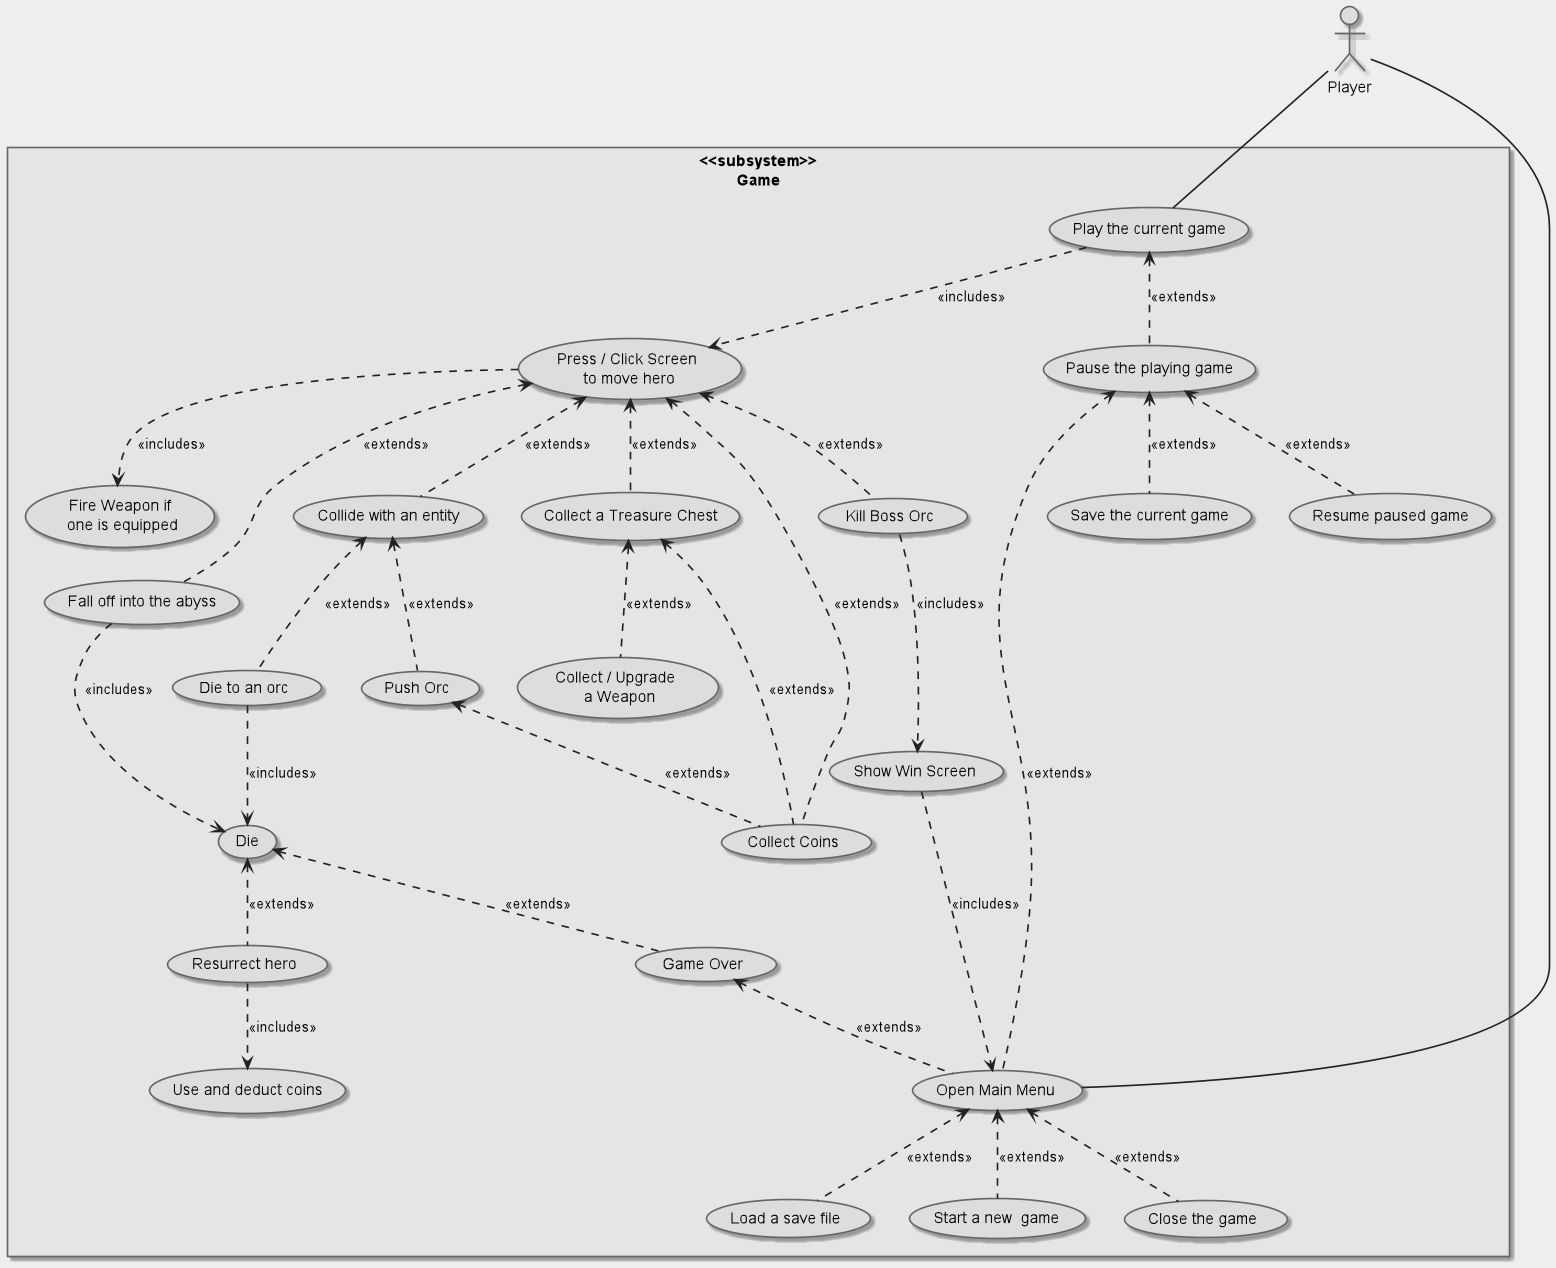 Player
<<subsystem>>
Game
Play the current game
«includes»
«extends»
Press / Click Screen
to move hero
Pause the playing game
«includes»
«extends»
«extends»
«extends»
«extends»
«extends»
«extends»
Fire Weapon if
one is equipped
Collide with an entity
Collect a Treasure Chest
Kill Boss Orc
Save the current game
Resume paused game
Fall off into the abyss
«extends»
«extends»
«extends»
«extends»
«includes»
«includes»
Die to an orc
Push Orc
Collect / Upgrade
a Weapon
«extends»
«includes»
«extends»
Show Win Screen
«extends»
Die
Collect Coins
«extends»
«extends»
«includes»
Resurrect hero
Game Over
«includes»
«extends»
Use and deduct coins
Open Main Menu
«extends»
«extends»
«extends»
Load a save file
Start a new  game
Close the game